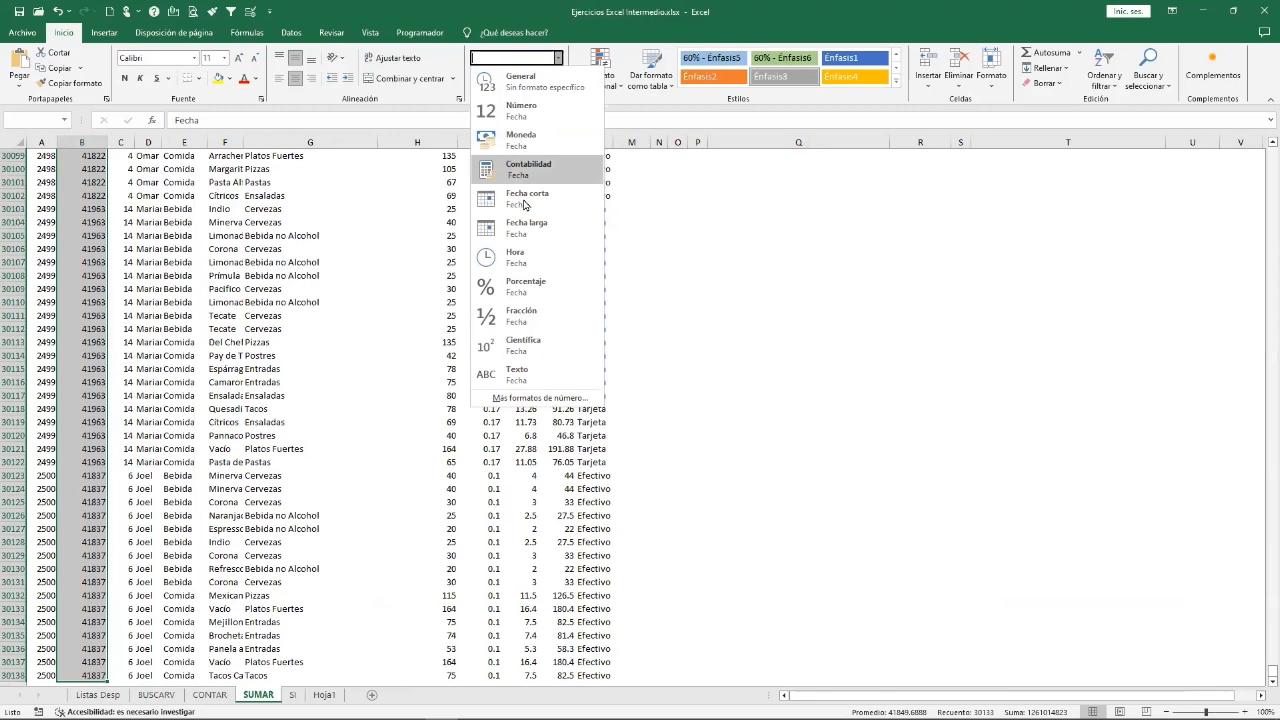 Ejercicios Excel Intermedio.xlsx - Excel
Inic. ses.
Archivo Inicio Insertar Disposición de página Fórmulas Datos Revisar Vista Programador ¿Qué deseas hacer?
Pegar
Cortar
Copiar
Copiar formato
Portapapeles
Calibri 11
N K S
Fuente
Ajustar texto
Combinar y centrar
Alineación
Dar formato
como tabla
60% - Énfasis5 60% - Énfasis6 Énfasis1
Énfasis2 Énfasis3 Énfasis4
Estilos
Insertar Eliminar Formato
Celdas
Autosuma
Rellenar
Borrar
Ordenar y
filtrar
Buscar y
seleccionar
Edición
Complementos
Complementos
Fecha
General
Sin formato específico
Número
Fecha
Moneda
Fecha
Contabilidad
Fecha
Fecha corta
Fecha
Fecha larga
Fecha
Hora
Fecha
Porcentaje
Fecha
Fracción
Fecha
Científica
Fecha
Texto
Fecha
Más formatos de número...
A B C D E F G H M N O P Q R S T U V
30099 2498 41822 4 Omar Comida Arracher Platos Fuertes 135
30100 2498 41822 4 Omar Comida Margarit Pizzas 105
30101 2498 41822 4 Omar Comida Pasta Al Pastas 67
30102 2498 41822 4 Omar Comida Cítricos Ensaladas 69
30103 2499 41963 14 Maria Bebida Indio Cervezas 25
30104 2499 41963 14 Maria Bebida Minerva Cervezas 40
30105 2499 41963 14 Maria Bebida Limonad Bebida no Alcohol 25
30106 2499 41963 14 Maria Bebida Corona Cervezas 30
30107 2499 41963 14 Maria Bebida Limonad Bebida no Alcohol 25
30108 2499 41963 14 Maria Bebida Prímula Bebida no Alcohol 25
30109 2499 41963 14 Maria Bebida Pacífico Cervezas 30
30110 2499 41963 14 Maria Bebida Limonad Bebida no Alcohol 25
30111 2499 41963 14 Maria Bebida Tecate Cervezas 25
30112 2499 41963 14 Maria Bebida Tecate Cervezas 25
30113 2499 41963 14 Maria Comida Del Chef Pizzas 135
30114 2499 41963 14 Maria Comida Pay de T Postres 42
30115 2499 41963 14 Maria Comida Espárrag Entradas 78
30116 2499 41963 14 Maria Comida Camaror Entradas 75
30117 2499 41963 14 Maria Comida Ensalada Ensaladas 80
30118 2499 41963 14 Maria Comida Quesadi Tacos 78 0.17 13.26 91.26 Tarjeta
30119 2499 41963 14 Maria Comida Cítricos Ensaladas 69 0.17 11.73 80.73 Tarjeta
30120 2499 41963 14 Maria Comida Pannaco Postres 40 0.17 6.8 46.8 Tarjeta
30121 2499 41963 14 Maria Comida Vacío Platos Fuertes 164 0.17 27.88 191.88 Tarjeta
30122 2499 41963 14 Maria Comida Pasta de Pastas 65 0.17 11.05 76.05 Tarjeta
30123 2500 41837 6 Joel Bebida Minerva Cervezas 40 0.1 4 44 Efectivo
30124 2500 41837 6 Joel Bebida Minerva Cervezas 40 0.1 4 44 Efectivo
30125 2500 41837 6 Joel Bebida Corona Cervezas 30 0.1 3 33 Efectivo
30126 2500 41837 6 Joel Bebida Naranjac Bebida no Alcohol 25 0.1 2.5 27.5 Efectivo
30127 2500 41837 6 Joel Bebida Espresso Bebida no Alcohol 20 0.1 2 22 Efectivo
30128 2500 41837 6 Joel Bebida Indio Cervezas 25 0.1 2.5 27.5 Efectivo
30129 2500 41837 6 Joel Bebida Corona Cervezas 30 0.1 3 33 Efectivo
30130 2500 41837 6 Joel Bebida Refresco Bebida no Alcohol 20 0.1 2 22 Efectivo
30131 2500 41837 6 Joel Bebida Corona Cervezas 30 0.1 3 33 Efectivo
30132 2500 41837 6 Joel Comida Mexican Pizzas 115 0.1 11.5 126.5 Efectivo
30133 2500 41837 6 Joel Comida Vacío Platos Fuertes 164 0.1 16.4 180.4 Efectivo
30134 2500 41837 6 Joel Comida Mejillon Entradas 75 0.1 7.5 82.5 Efectivo
30135 2500 41837 6 Joel Comida Brocheta Entradas 74 0.1 7.4 81.4 Efectivo
30136 2500 41837 6 Joel Comida Panela a Entradas 53 0.1 5.3 58.3 Efectivo
30137 2500 41837 6 Joel Comida Vacío Platos Fuertes 164 0.1 16.4 180.4 Efectivo
30138 2500 41837 6 Joel Comida Tacos Ca Tacos 75 0.1 7.5 82.5 Efectivo
Listas Desp BUSCARV CONTAR SUMAR SI Hoja1
Listo Accesibilidad: es necesario investigar Promedio: 41849.6888 Recuento: 30133 Suma: 1261014823 100%